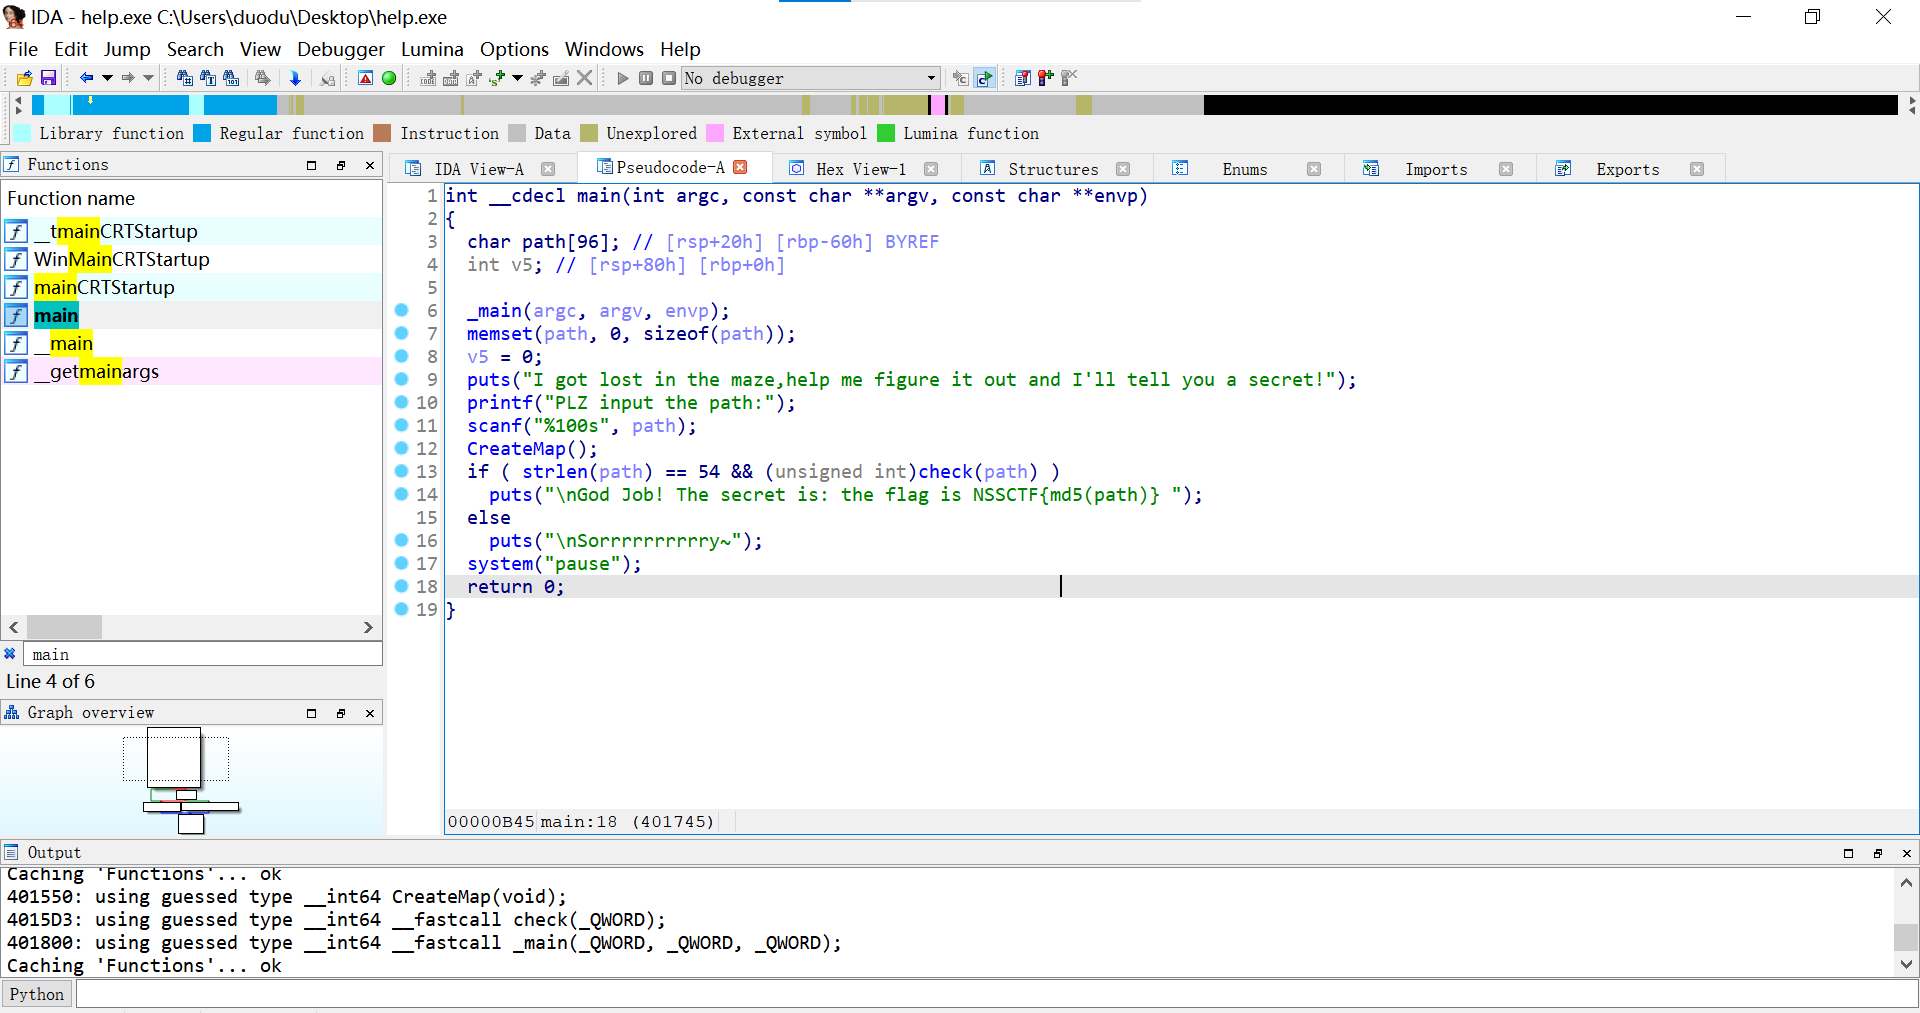 IDA - help.exe C:\Users\duodu\Desktop\help.exe
File Edit Jump Search View Debugger Lumina Options Windows Help
No debugger
Library function Regular function Instruction Data Unexplored External symbol Lumina function
Functions
Function name
__tmainCRTStartup
WinMainCRTStartup
mainCRTStartup
main
__main
__getmainargs
main
Line 4 of 6
Graph overview
IDA View-A Pseudocode-A Hex View-1 Structures Enums Imports Exports
1 int __cdecl main(int argc, const char **argv, const char **envp)
2 {
3 char path[96]; // [rsp+20h] [rbp-60h] BYREF
4 int v5; // [rsp+80h] [rbp+0h]
5
6 _main(argc, argv, envp);
7 memset(path, 0, sizeof(path));
8 v5 = 0;
9 puts("I got lost in the maze,help me figure it out and I'll tell you a secret!");
10 printf("PLZ input the path:");
11 scanf("%100s", path);
12 CreateMap();
13 if ( strlen(path) == 54 && (unsigned int)check(path) )
14 puts("\nGod Job! The secret is: the flag is NSSCTF{md5(path)} ");
15 else
16 puts("\nSorrrrrrrrrry~");
17 system("pause");
18 return 0;
19 }
00000B45 main:18 (401745)
Output
Caching 'Functions'... ok
401550: using guessed type __int64 CreateMap(void);
4015D3: using guessed type __int64 __fastcall check(_QWORD);
401800: using guessed type __int64 __fastcall _main(_QWORD, _QWORD, _QWORD);
Caching 'Functions'... ok
Python